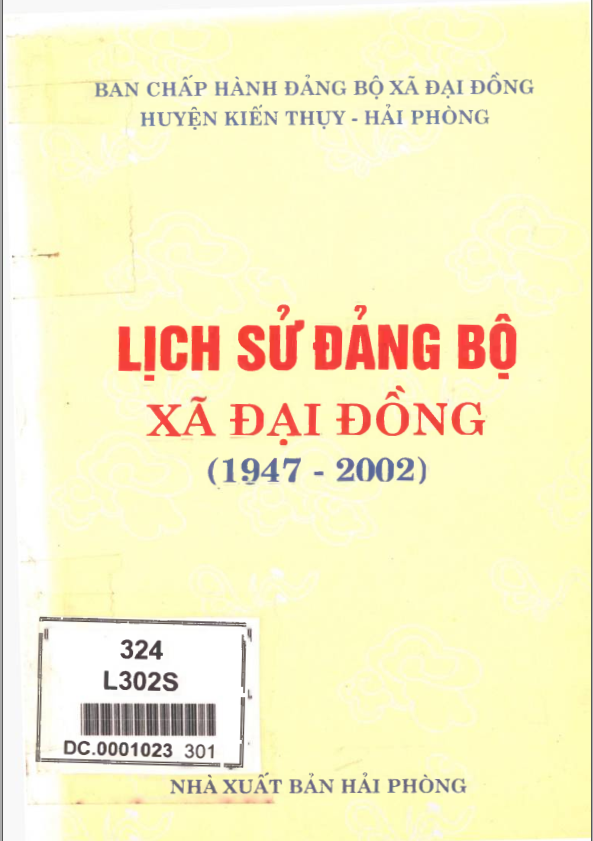 BAN CHẤP HÀNH ĐẢNG BỘ XÃ ĐẠI ĐỒNG
HUYỆN KIẾN THỤY - HẢI PHÒNG
LỊCH SỬ ĐẢNG BỘ
XÃ ĐẠI ĐỒNG
(1947 - 2002)
324
L302S
DC.0001023 301
NHÀ XUẤT BẢN HẢI PHÒNG